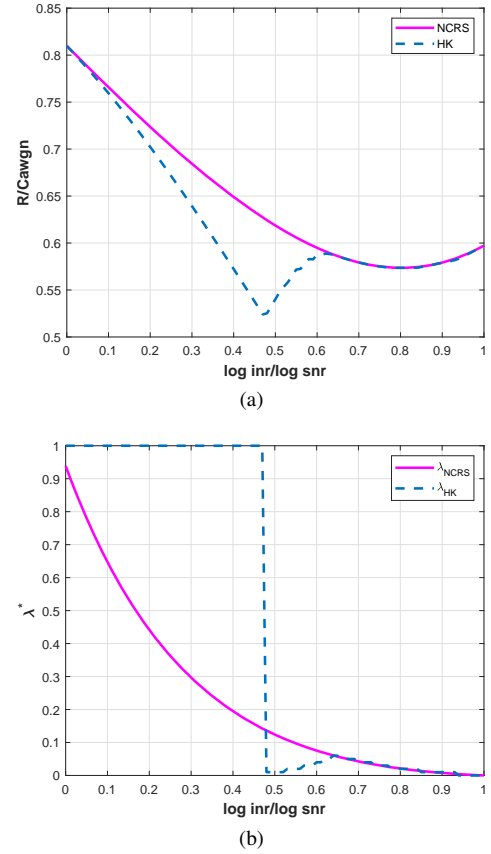 0.85
0.8
0.75
0.7
0.65
0.6
0.55
0.5
R/Cawgn
NCRS
HK
0 0.1 0.2 0.3 0.4 0.5 0.6 0.7 0.8 0.9 1
log inr/log snr
(a)
1
0.9
0.8
0.7
0.6
0.5
0.4
0.3
0.2
0.1
0
λ*
λNCRS
λHK
0 0.1 0.2 0.3 0.4 0.5 0.6 0.7 0.8 0.9 1
log inr/log snr
(b)